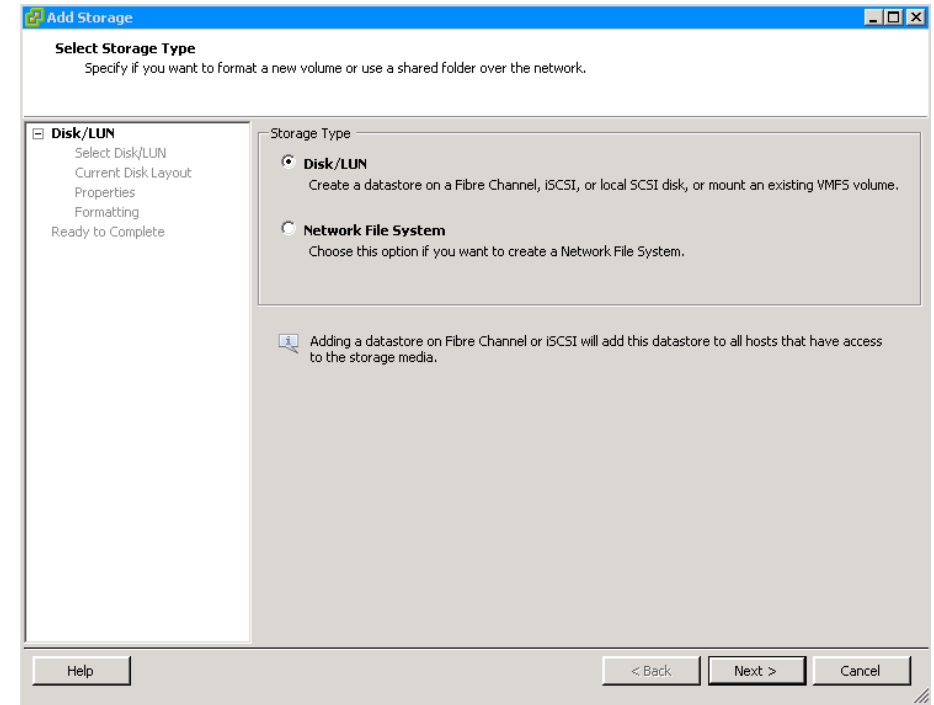 Add Storage
Select Storage Type
Specify if you want to format a new volume or use a shared folder over the network.
Disk/LUN
Select Disk/LUN
Current Disk Layout
Properties
Formatting
Ready to Complete
Storage Type
Disk/LUN
Create a datastore on a Fibre Channel, iSCSI, or local SCSI disk, or mount an existing VMFS volume.
Network File System
Choose this option if you want to create a Network File System.
Adding a datastore on Fibre Channel or iSCSI will add this datastore to all hosts that have access
to the storage media.
Help
< Back
Next >
Cancel